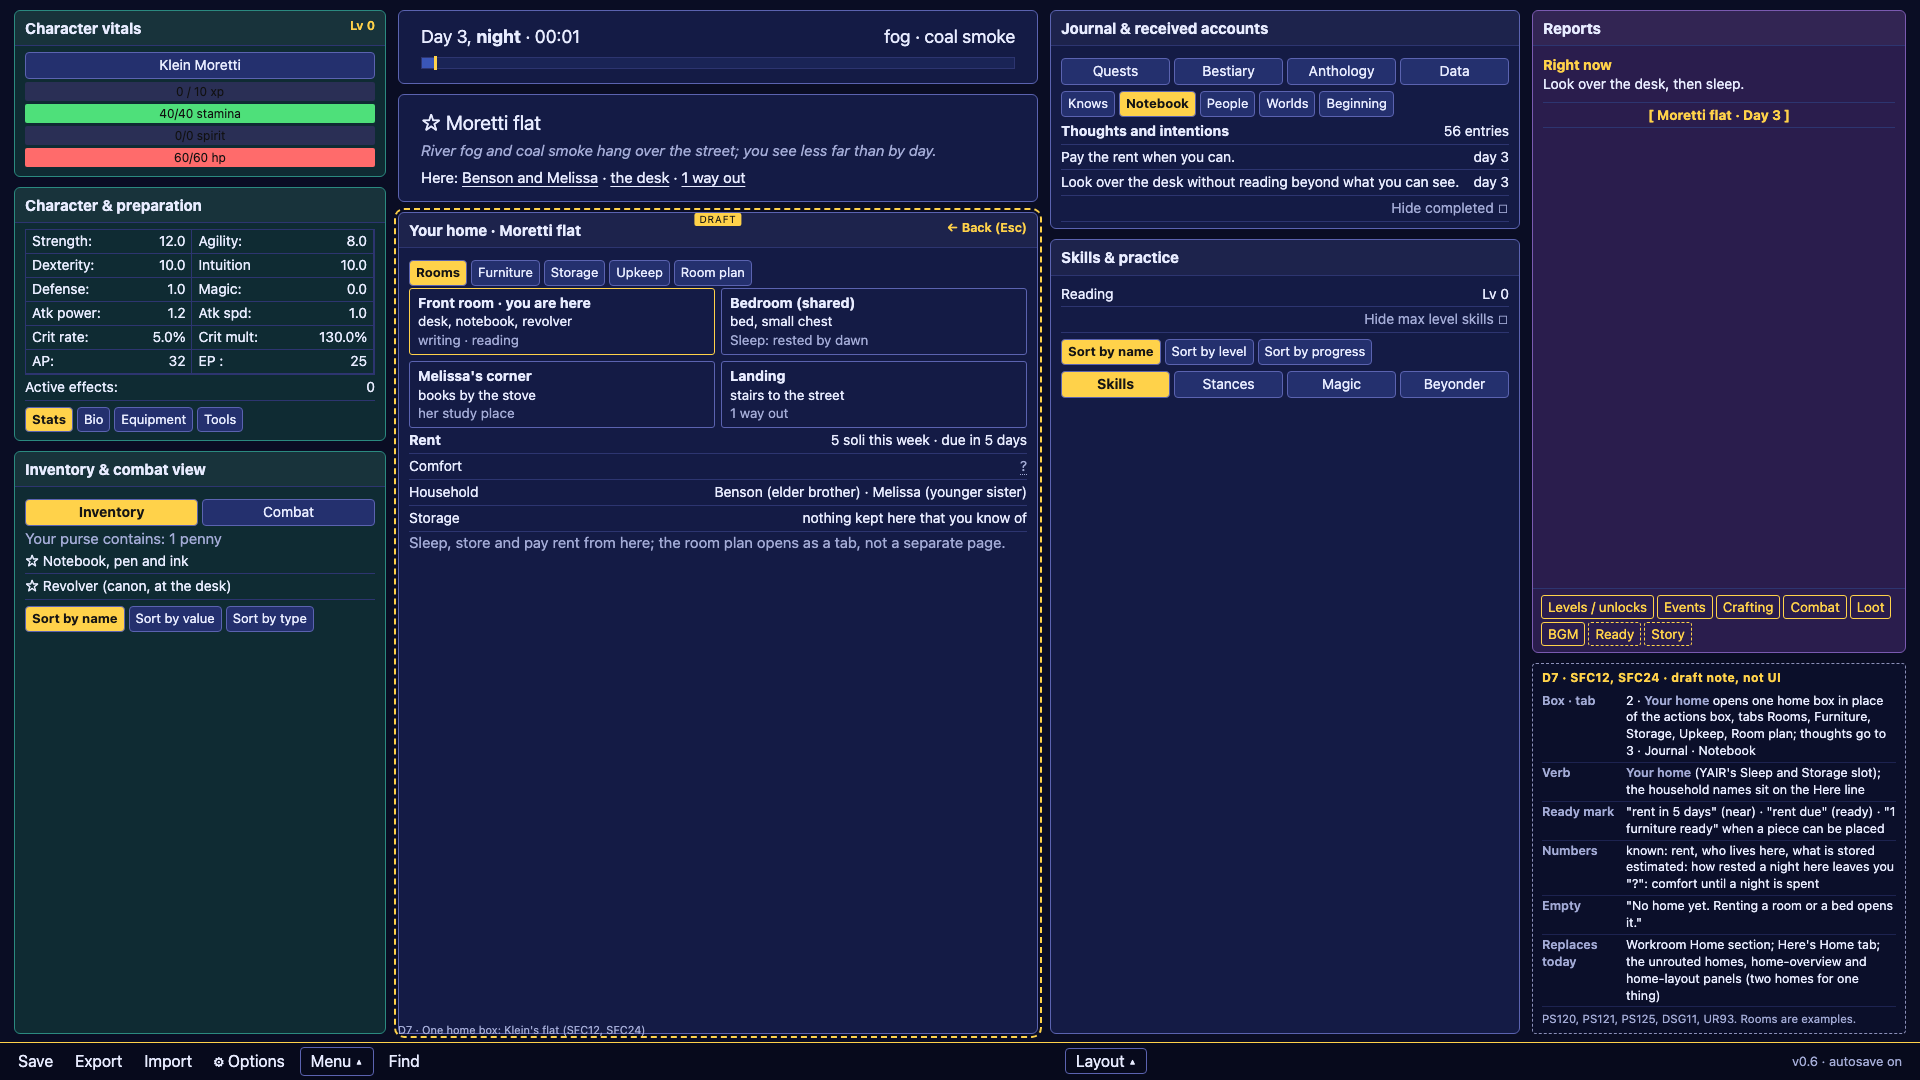 Character vitals
Lv 0
Klein Moretti
0 / 10 xp
40/40 stamina
0/0 spirit
60/60 hp
Character & preparation
Strength: 12.0 Agility: 8.0
Dexterity: 10.0 Intuition 10.0
Defense: 1.0 Magic: 0.0
Atk power: 1.2 Atk spd: 1.0
Crit rate: 5.0% Crit mult: 130.0%
AP: 32 EP : 25
Active effects: 0
Stats Bio Equipment Tools
Inventory & combat view
Inventory Combat
Your purse contains: 1 penny
☆ Notebook, pen and ink
☆ Revolver (canon, at the desk)
Sort by name Sort by value Sort by type
Day 3, night · 00:01
fog · coal smoke
☆ Moretti flat
River fog and coal smoke hang over the street; you see less far than by day.
Here: Benson and Melissa · the desk · 1 way out
DRAFT
Your home · Moretti flat
← Back (Esc)
Rooms Furniture Storage Upkeep Room plan
Front room · you are here
desk, notebook, revolver
writing · reading
Bedroom (shared)
bed, small chest
Sleep: rested by dawn
Melissa's corner
books by the stove
her study place
Landing
stairs to the street
1 way out
Rent 5 soli this week · due in 5 days
Comfort ?
Household Benson (elder brother) · Melissa (younger sister)
Storage nothing kept here that you know of
Sleep, store and pay rent from here; the room plan opens as a tab, not a separate page.
D7 · One home box: Klein's flat (SFC12, SFC24)
Journal & received accounts
Quests Bestiary Anthology Data
Knows Notebook People Worlds Beginning
Thoughts and intentions 56 entries
Pay the rent when you can. day 3
Look over the desk without reading beyond what you can see. day 3
Hide completed □
Skills & practice
Reading Lv 0
Hide max level skills □
Sort by name Sort by level Sort by progress
Skills Stances Magic Beyonder
Reports
Right now
Look over the desk, then sleep.
[ Moretti flat · Day 3 ]
Levels / unlocks Events Crafting Combat Loot
BGM Ready Story
D7 · SFC12, SFC24 · draft note, not UI
Box · tab 2 · Your home opens one home box in place
of the actions box, tabs Rooms, Furniture,
Storage, Upkeep, Room plan; thoughts go to
3 · Journal · Notebook
Verb Your home (YAIR's Sleep and Storage slot);
the household names sit on the Here line
Ready mark "rent in 5 days" (near) · "rent due" (ready) · "1
furniture ready" when a piece can be placed
Numbers known: rent, who lives here, what is stored
estimated: how rested a night here leaves you
"?": comfort until a night is spent
Empty "No home yet. Renting a room or a bed opens
it."
Replaces today Workroom Home section; Here's Home tab;
the unrouted homes, home-overview and
home-layout panels (two homes for one
thing)
PS120, PS121, PS125, DSG11, UR93. Rooms are examples.
Save Export Import ⚙ Options Menu ▴ Find
Layout ▴
v0.6 · autosave on